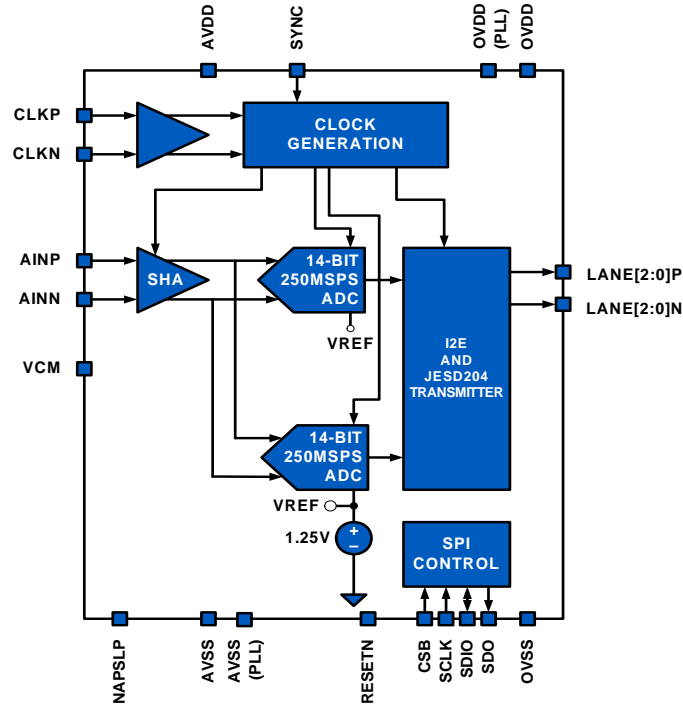 AVDD
SYNC
OVDD
(PLL)
OVDD
CLKP
CLKN
CLOCK
GENERATION
AINP
AINN
SHA
14-BIT
250MSPS
ADC
VREF
LANE[2:0]P
LANE[2:0]N
I2E
AND
JESD204
TRANSMITTER
VCM
14-BIT
250MSPS
ADC
VREF
1.25V
+
–
SPI
CONTROL
NAPSLP
AVSS
AVSS
(PLL)
RESETN
CSB
SCLK
SDIO
SDO
OVSS